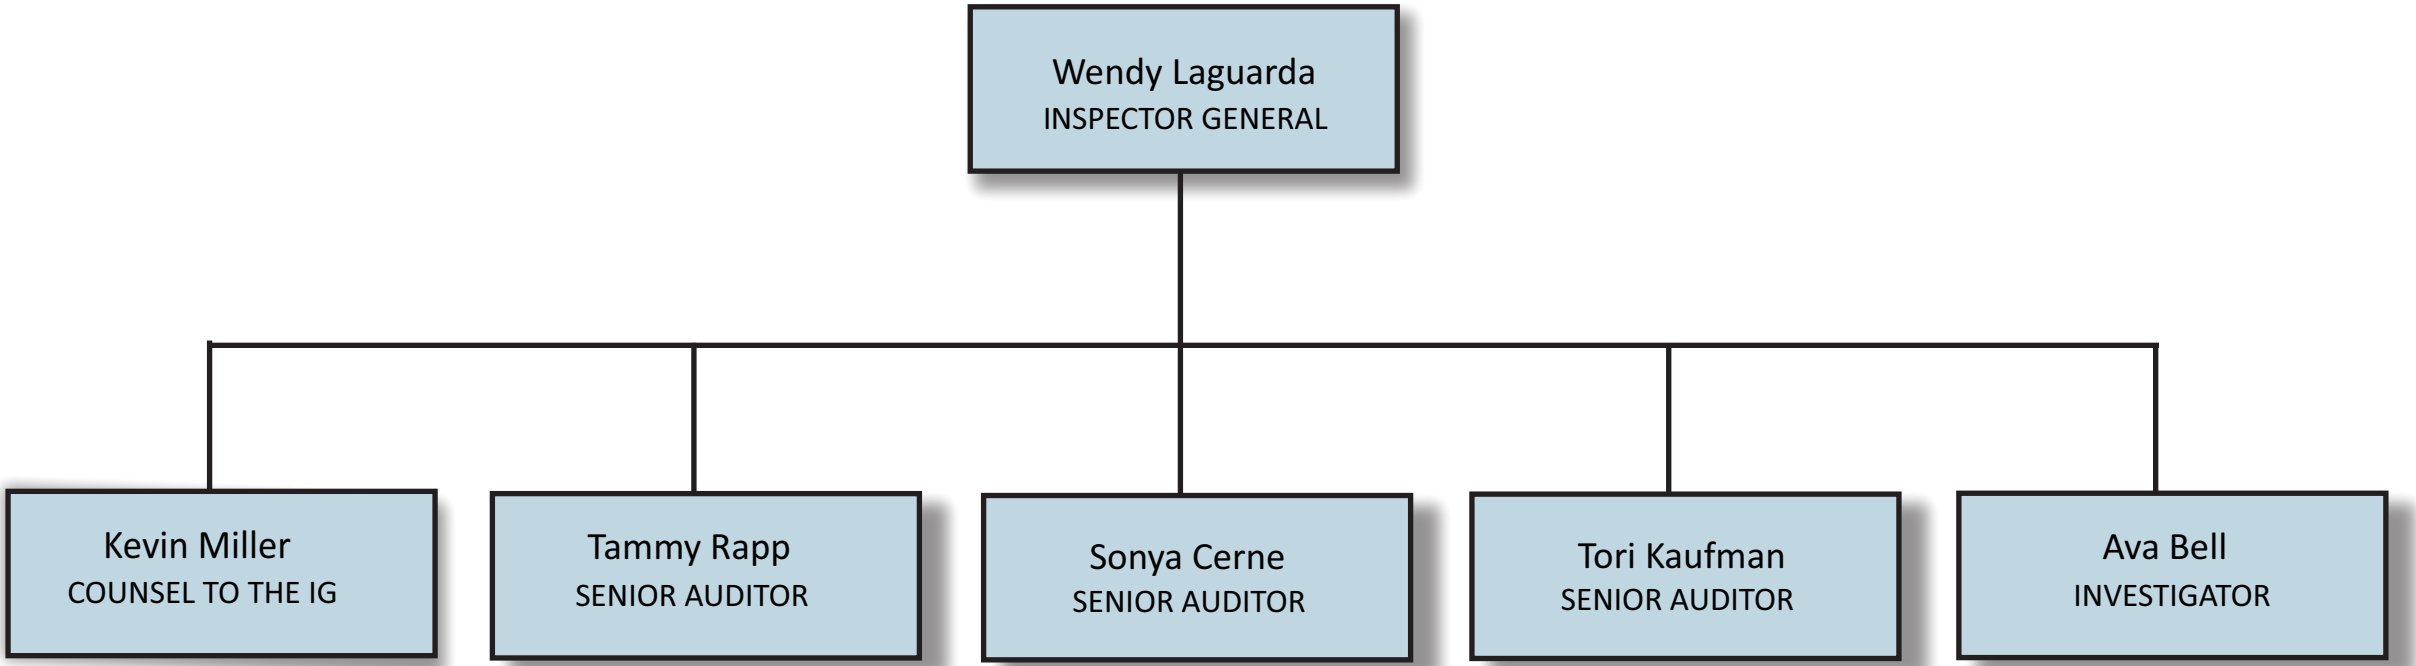 Wendy Laguarda
INSPECTOR GENERAL
Kevin Miller
COUNSEL TO THE IG
Tammy Rapp
SENIOR AUDITOR
Sonya Cerne
SENIOR AUDITOR
Tori Kaufman
SENIOR AUDITOR
Ava Bell
INVESTIGATOR